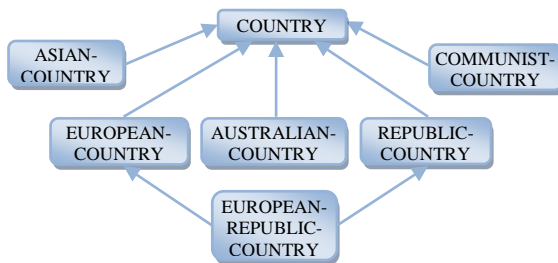 COUNTRY
ASIAN-
COUNTRY
COMMUNIST-
COUNTRY
EUROPEAN-
COUNTRY
AUSTRALIAN-
COUNTRY
REPUBLIC-
COUNTRY
EUROPEAN-
REPUBLIC-
COUNTRY